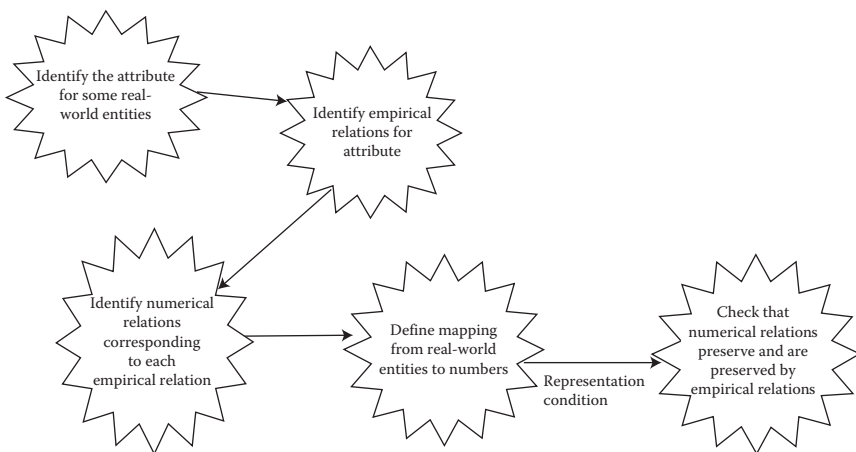 Identify the attribute
for some real-
world entities
Identify empirical
relations for
attribute
Identify numerical
relations
corresponding
to each
empirical relation
Define mapping
from real-world
entities to numbers
Representation
condition
Check that
numerical relations
preserve and are
preserved by
empirical relations